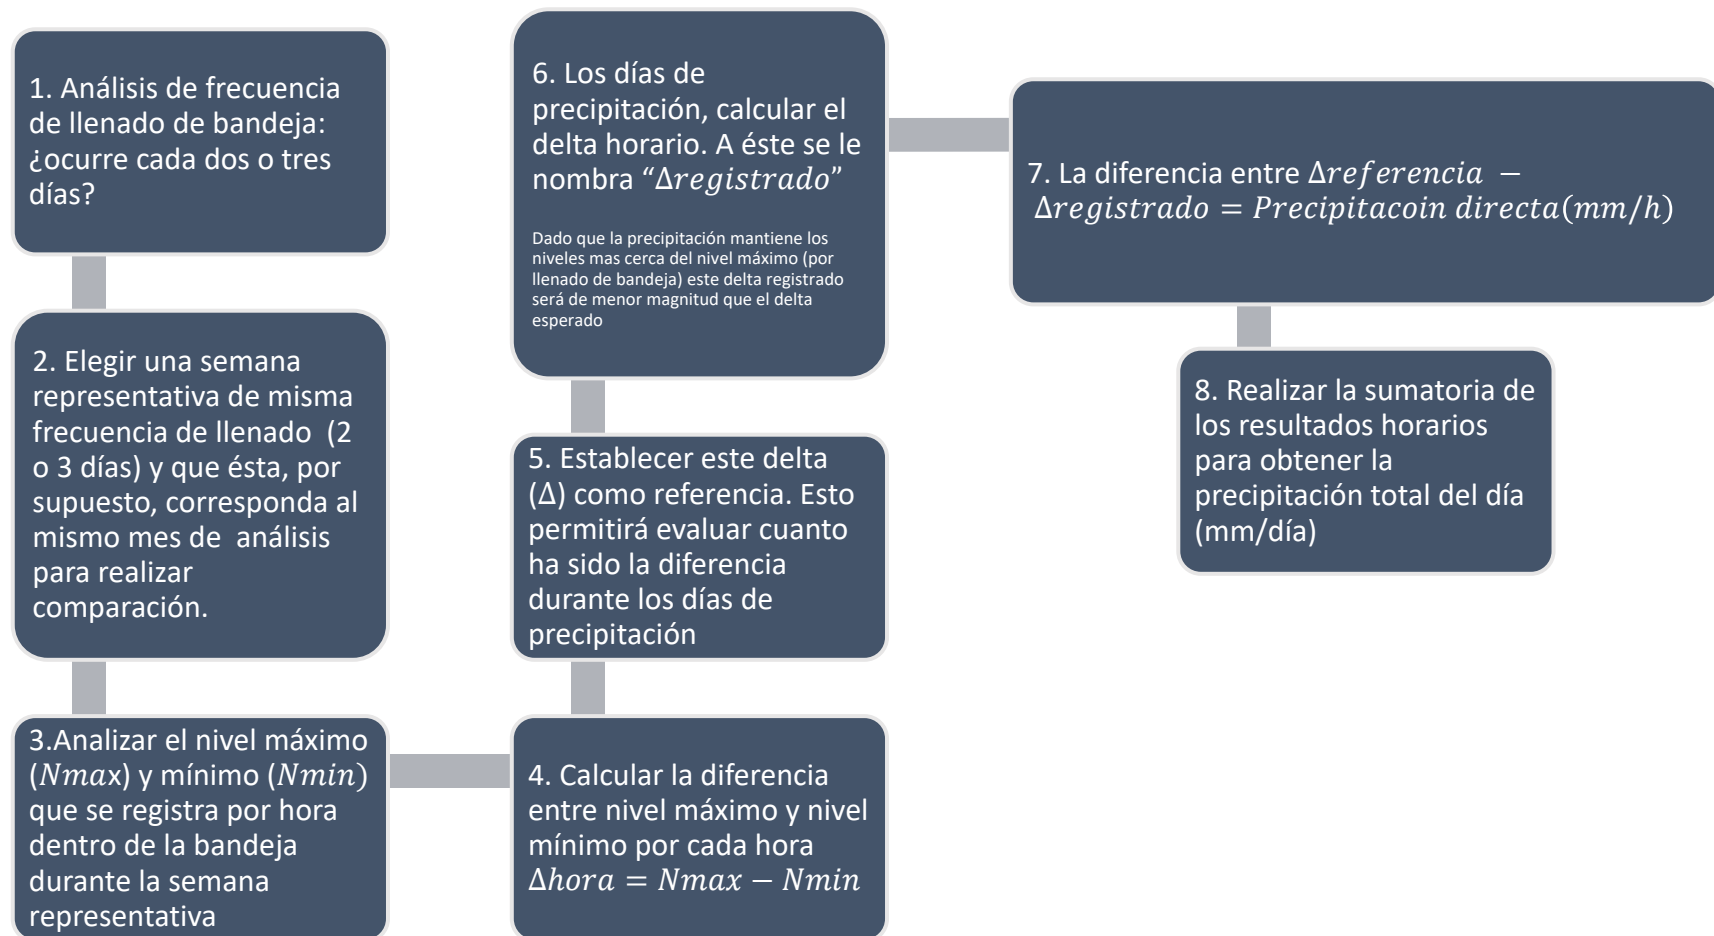 1. Análisis de frecuencia
de llenado de bandeja:
¿ocurre cada dos o tres
días?
2. Elegir una semana
representativa de misma
frecuencia de llenado (2
o 3 días) y que ésta, por
supuesto, corresponda al
mismo mes de análisis
para realizar
comparación.
3.Analizar el nivel máximo
(Nmax) y mínimo (Nmin)
que se registra por hora
dentro de la bandeja
durante la semana
representativa
4. Calcular la diferencia
entre nivel máximo y nivel
mínimo por cada hora
Δhora = Nmax − Nmin
5. Establecer este delta
(Δ) como referencia. Esto
permitirá evaluar cuanto
ha sido la diferencia
durante los días de
precipitación
6. Los días de
precipitación, calcular el
delta horario. A éste se le
nombra “Δregistrado”
Dado que la precipitación mantiene los
niveles mas cerca del nivel máximo (por
llenado de bandeja) este delta registrado
será de menor magnitud que el delta
esperado
7. La diferencia entre Δreferencia −
Δregistrado = Precipitacoin directa(mm/h)
8. Realizar la sumatoria de
los resultados horarios
para obtener la
precipitación total del día
(mm/día)